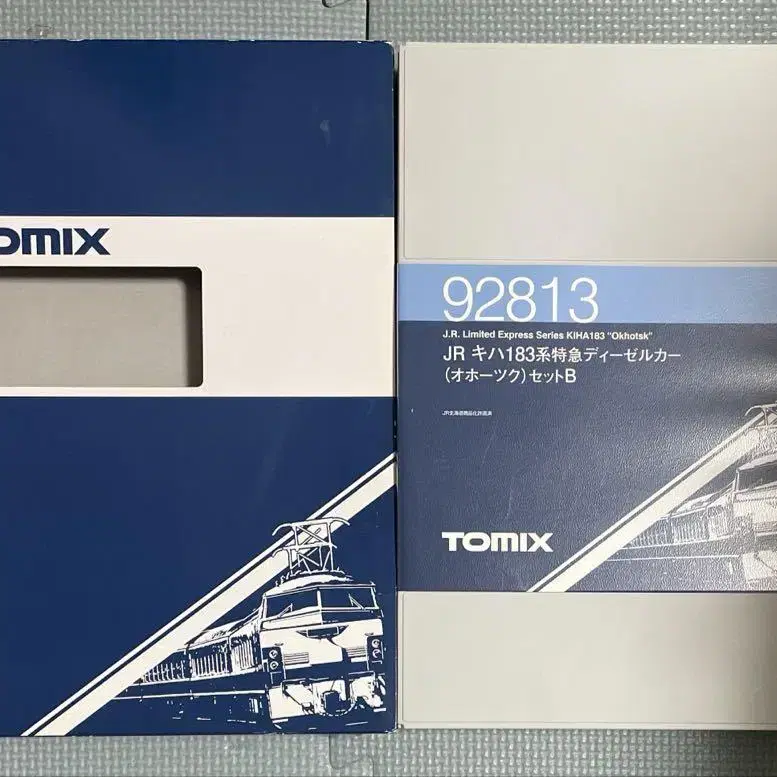 OMIX
92813
J.R. Limited Express Series KIHA183 "Okhotsk"
JR キハ183系特急ディーゼルカー
(オホーツク)セットB
JR北海道商品化許諾済
TOMIX